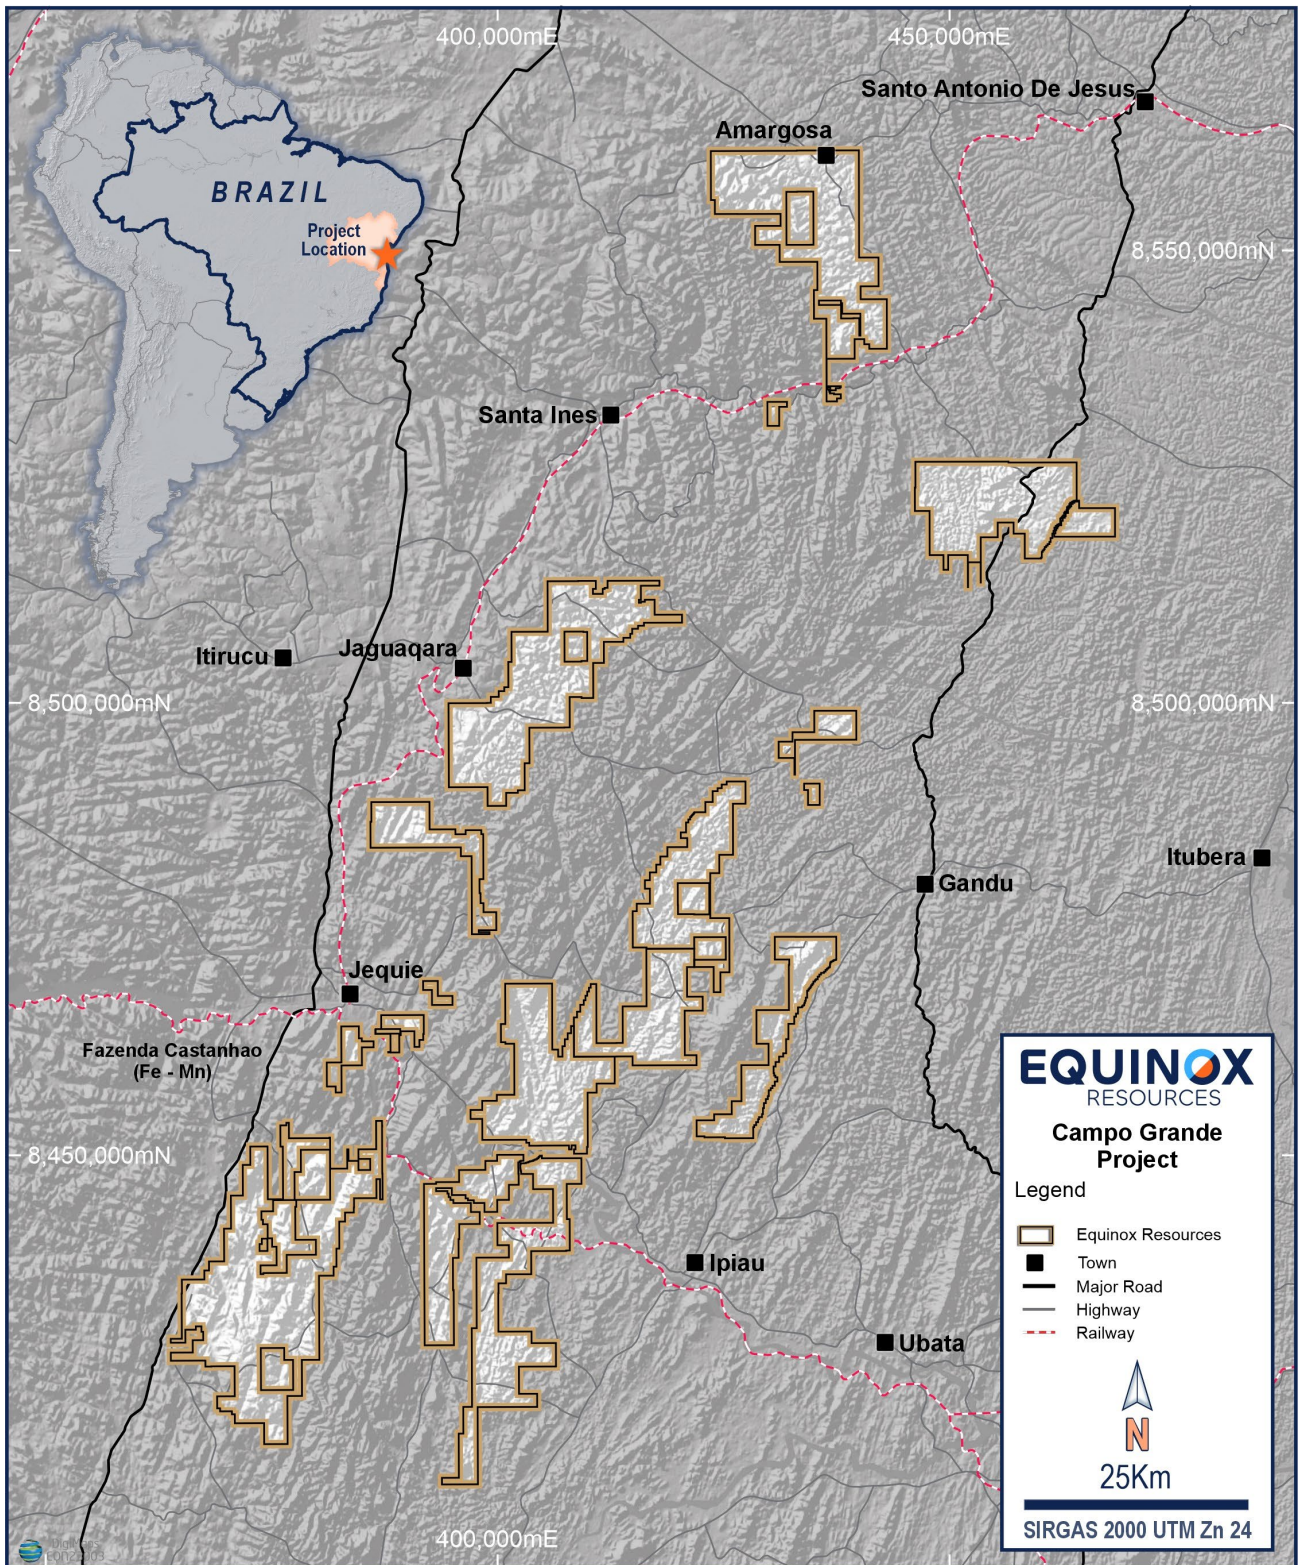 400,000mE
450,000mE
Santo Antonio De Jesus
Amargosa
BRAZIL
Project
Location
8,550,000mN
Santa Ines
Itirucu
Jaguaqara
8,500,000mN
8,500,000mN
Itubera
Gandu
Jequie
Fazenda Castanhao
(Fe - Mn)
8,450,000mN
Ipiau
Ubata
400,000mE
EQUINOX
RESOURCES
Campo Grande
Project
Legend
Equinox Resources
Town
Major Road
Highway
Railway
N
25Km
SIRGAS 2000 UTM Zn 24